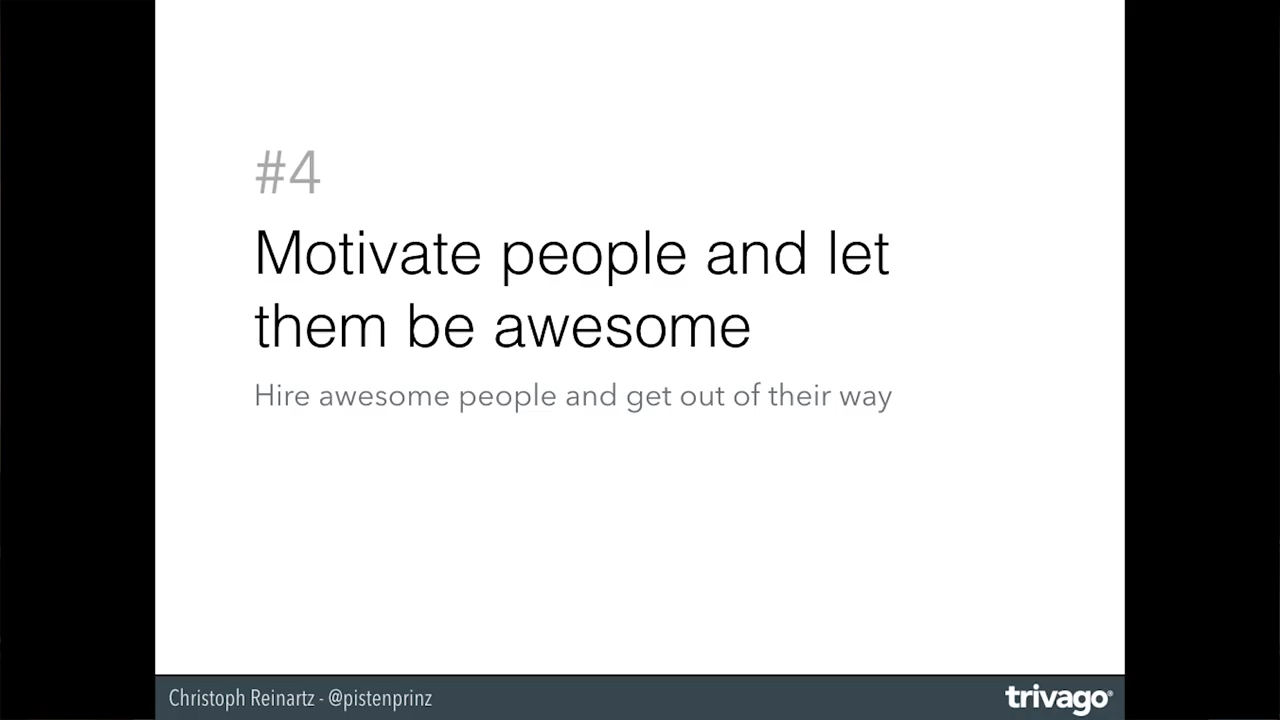 #4
Motivate people and let
them be awesome
Hire awesome people and get out of their way
Christoph Reinartz - @pistenprinz
trivago®